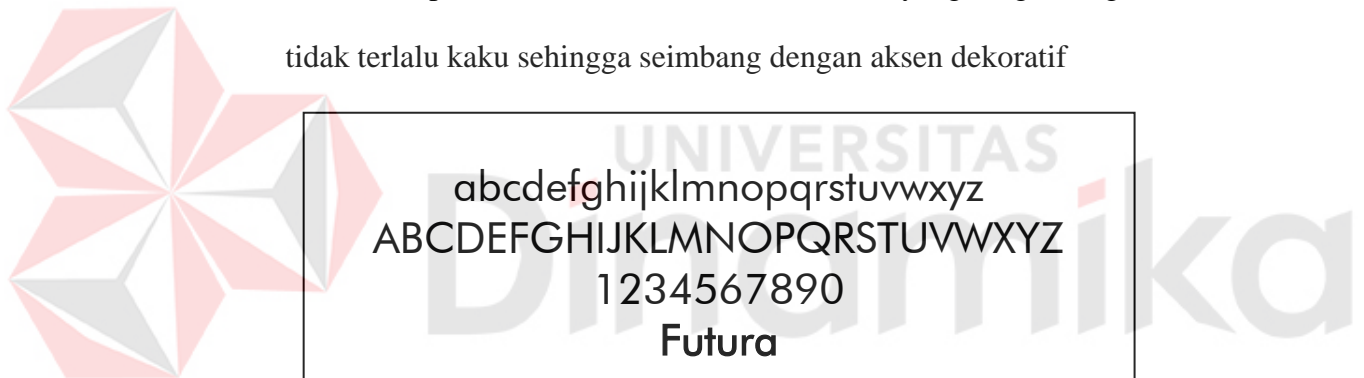 tidak terlalu kaku sehingga seimbang dengan aksen dekoratif
UNIVERSITAS
Dinamika
abcdefghijklmnopqrstuvwxyz
ABCDEFGHIJKLMNOPQRSTUVWXYZ
1234567890
Futura